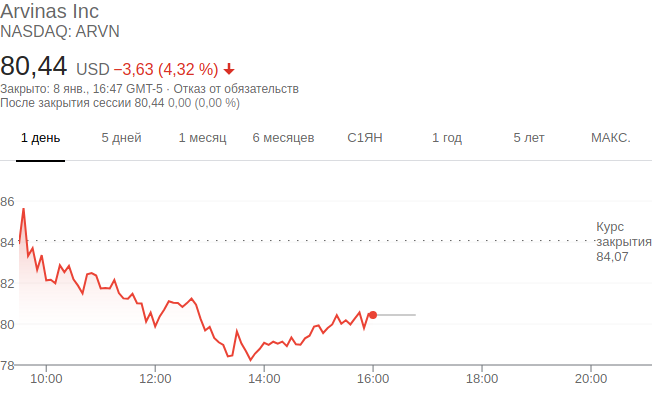 Arvinas Inc
NASDAQ: ARVN
80,44 USD −3,63 (4,32 %)
Закрыто: 8 янв., 16:47 GMT-5 · Отказ от обязательств
После закрытия сессии 80,44 0,00 (0,00 %)
1 день 5 дней 1 месяц 6 месяцев С1ЯН 1 год 5 лет МАКС.
86
84
82
80
78
Курс
закрытия
84,07
10:00 12:00 14:00 16:00 18:00 20:00